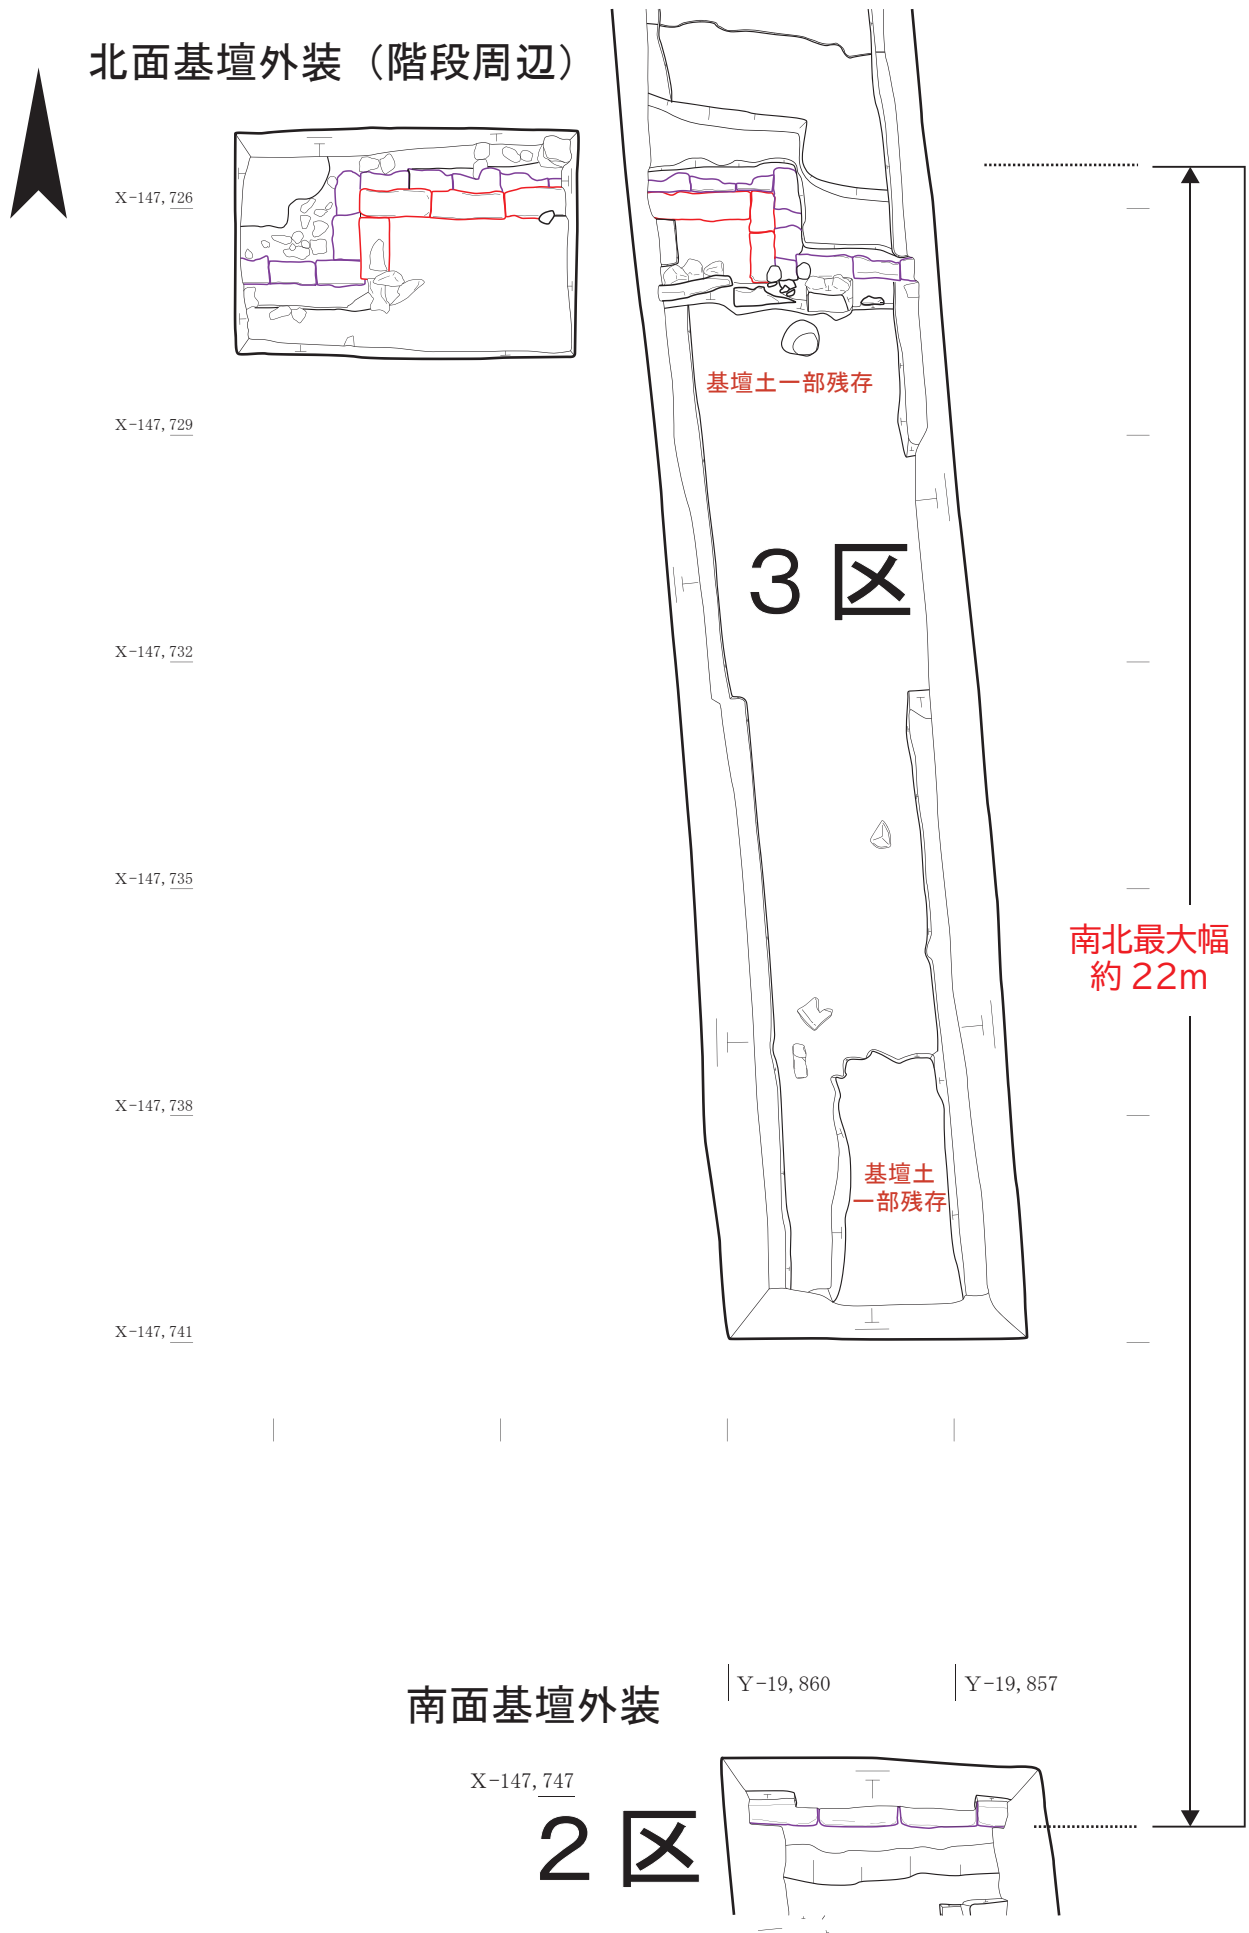 北面基壇外装（階段周辺）
X-147,726
基壇土一部残存
X-147,729
3区
X-147,732
X-147,735
南北最大幅
約22m
X-147,738
基壇土
一部残存
X-147,741
Y-19,860
Y-19,857
南面基壇外装
X-147,747
2区